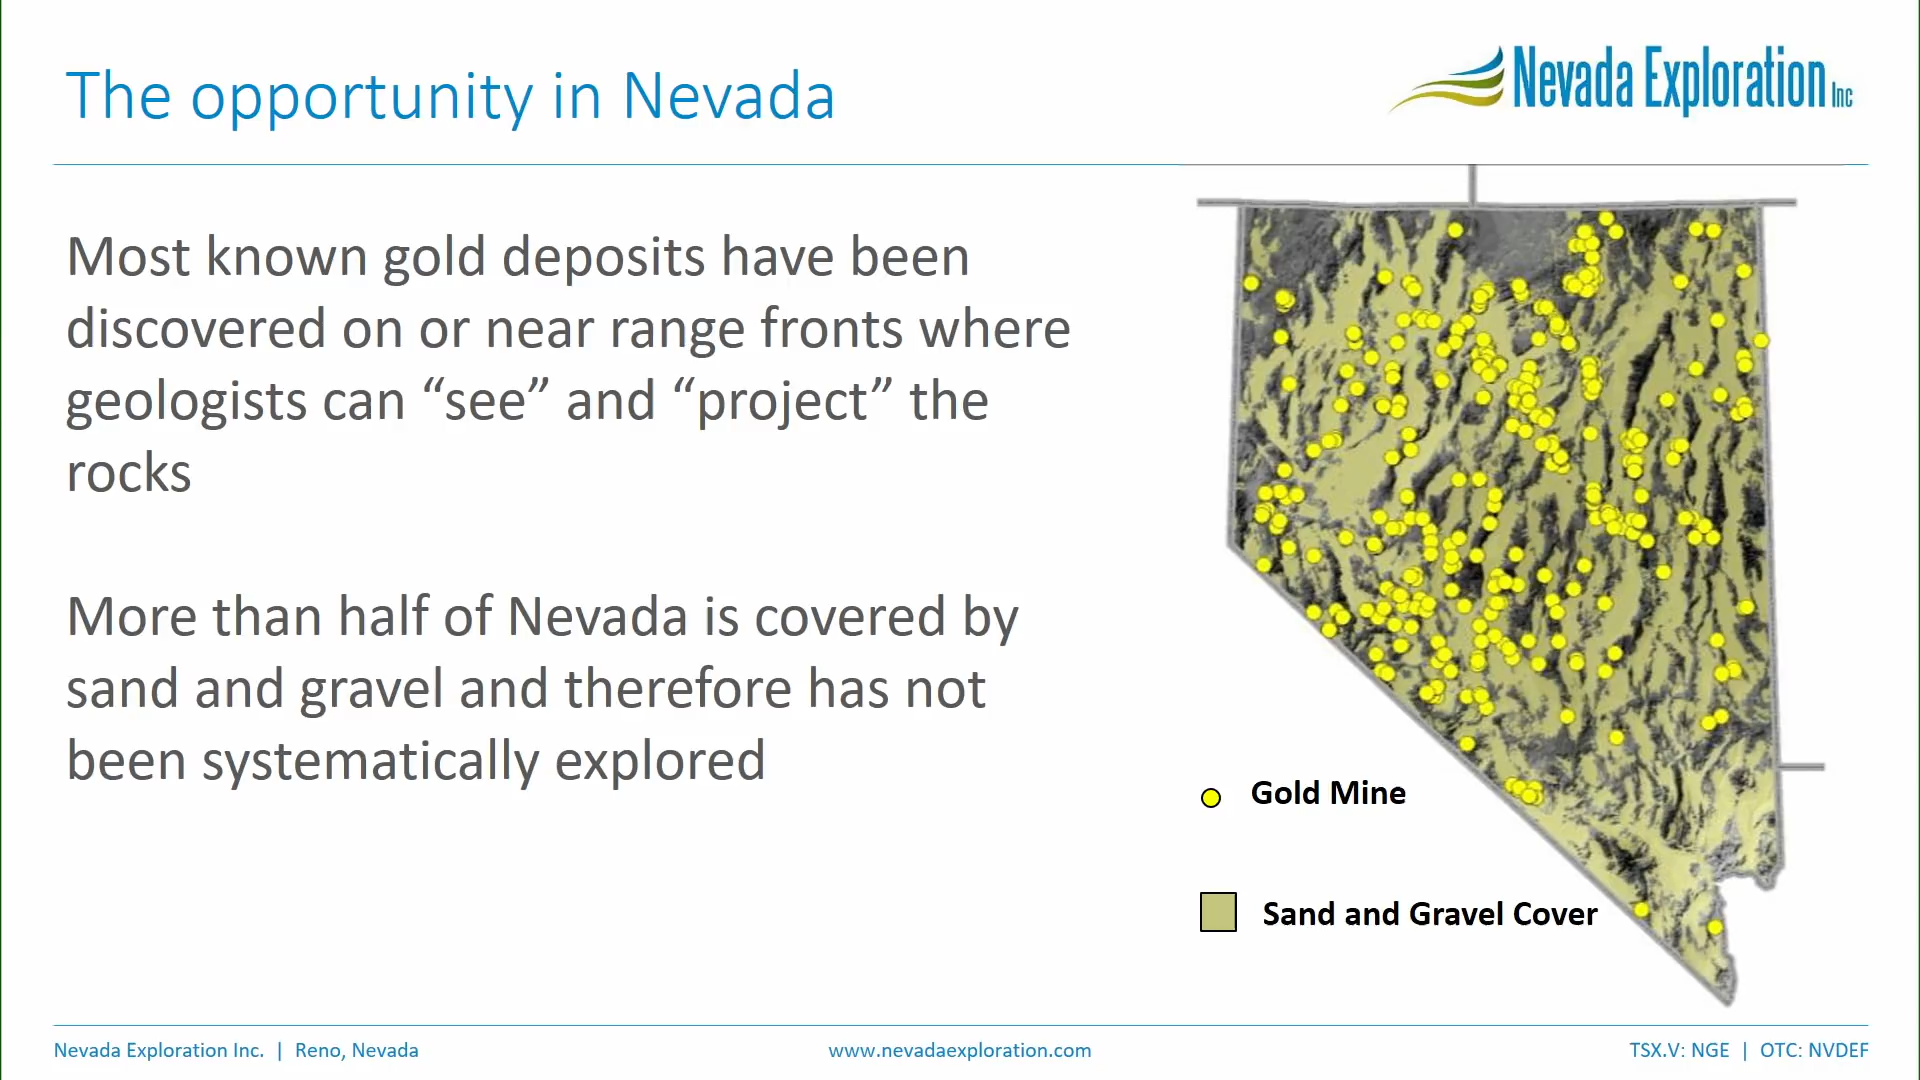 The opportunity in Nevada
Nevada Exploration Inc
Most known gold deposits have been
discovered on or near range fronts where
geologists can “see” and “project” the
rocks
More than half of Nevada is covered by
sand and gravel and therefore has not
been systematically explored
Gold Mine
Sand and Gravel Cover
Nevada Exploration Inc. | Reno, Nevada
www.nevadaexploration.com
TSX.V: NGE | OTC: NVDEF